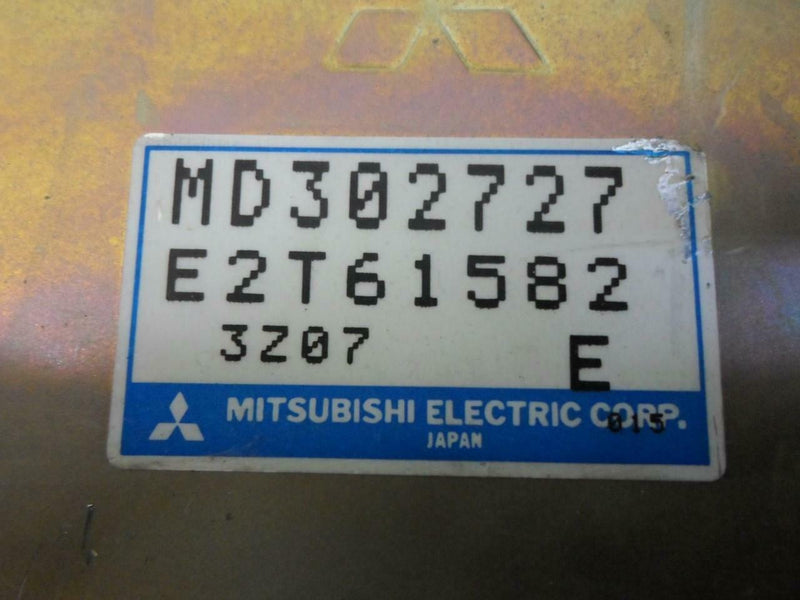 MD302727
E2T61582
3Z07 E
MITSUBISHI ELECTRIC CORP.
015
JAPAN